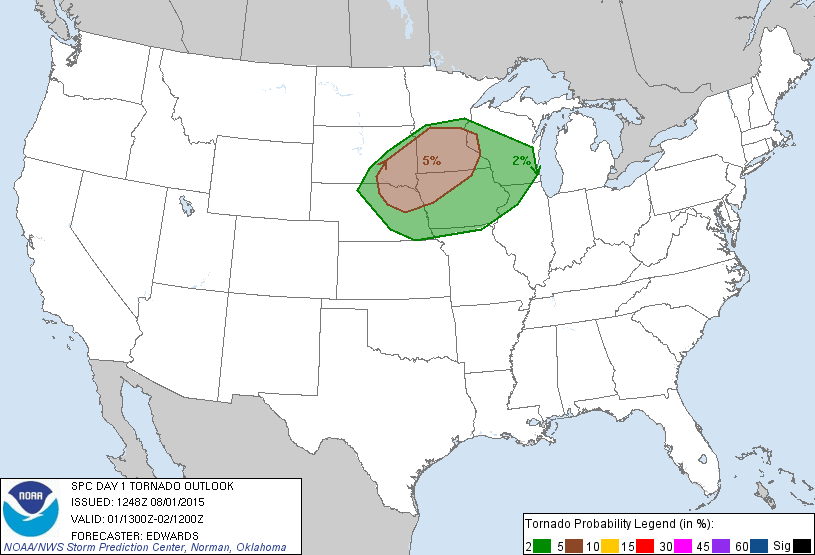 5%
2%
NOAA
SPC DAY 1 TORNADO OUTLOOK
ISSUED: 1248Z 08/01/2015
VALID: 01/1300Z-02/1200Z
FORECASTER: EDWARDS
NOAA/NWS Storm Prediction Center, Norman, Oklahoma
Tornado Probability Legend (in %):
2 5 10 15 30 45 60 Sig